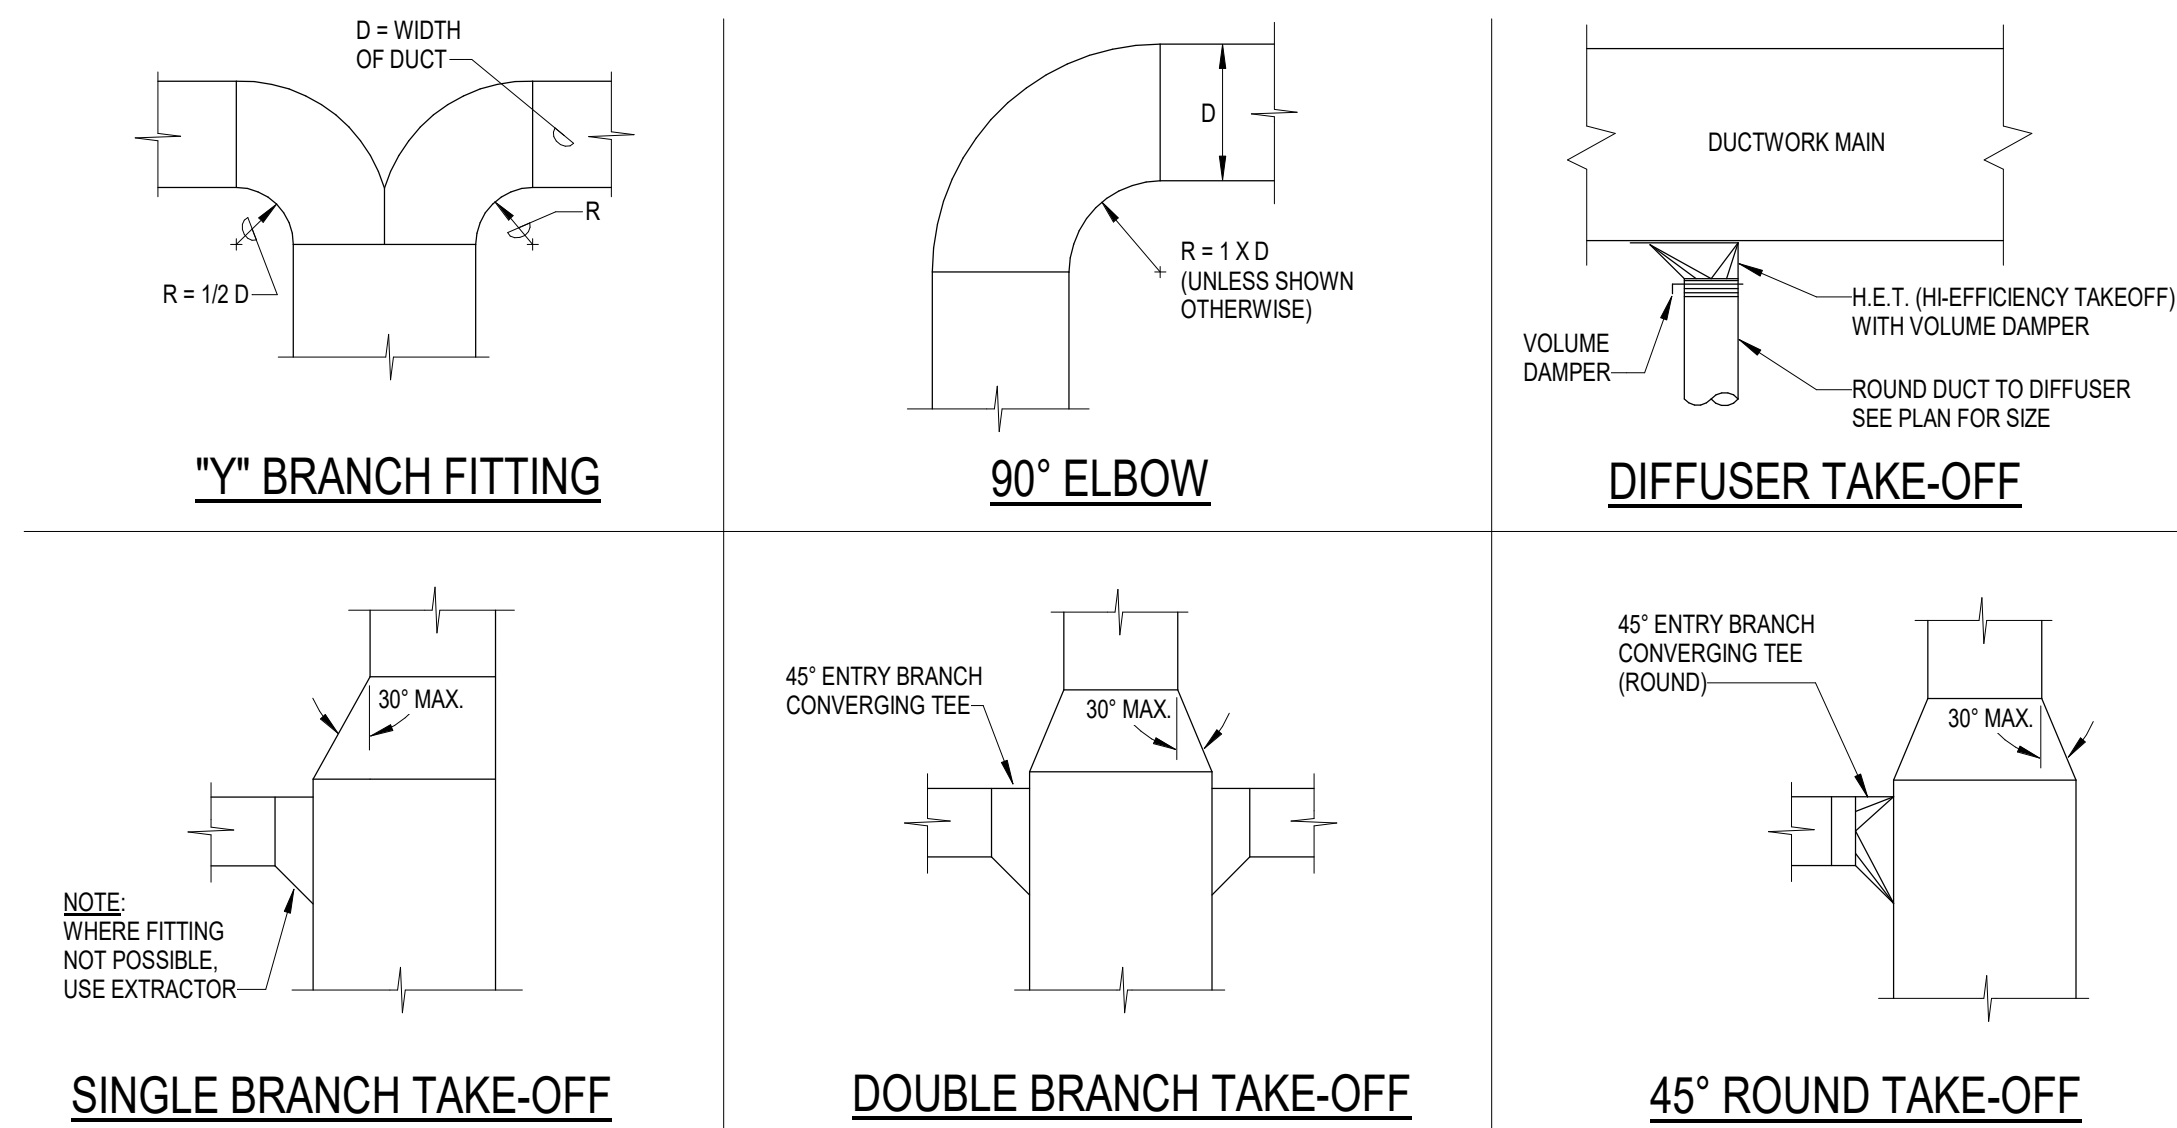 D = WIDTH
OF DUCT
R
R = 1/2 D
"Y" BRANCH FITTING
D
R = 1 X D
(UNLESS SHOWN
OTHERWISE)
90° ELBOW
DUCTWORK MAIN
H.E.T. (HI-EFFICIENCY TAKEOFF)
WITH VOLUME DAMPER
VOLUME
DAMPER
ROUND DUCT TO DIFFUSER
SEE PLAN FOR SIZE
DIFFUSER TAKE-OFF
30° MAX.
NOTE:
WHERE FITTING
NOT POSSIBLE,
USE EXTRACTOR
SINGLE BRANCH TAKE-OFF
45° ENTRY BRANCH
CONVERGING TEE
30° MAX.
DOUBLE BRANCH TAKE-OFF
45° ENTRY BRANCH
CONVERGING TEE
(ROUND)
30° MAX.
45° ROUND TAKE-OFF